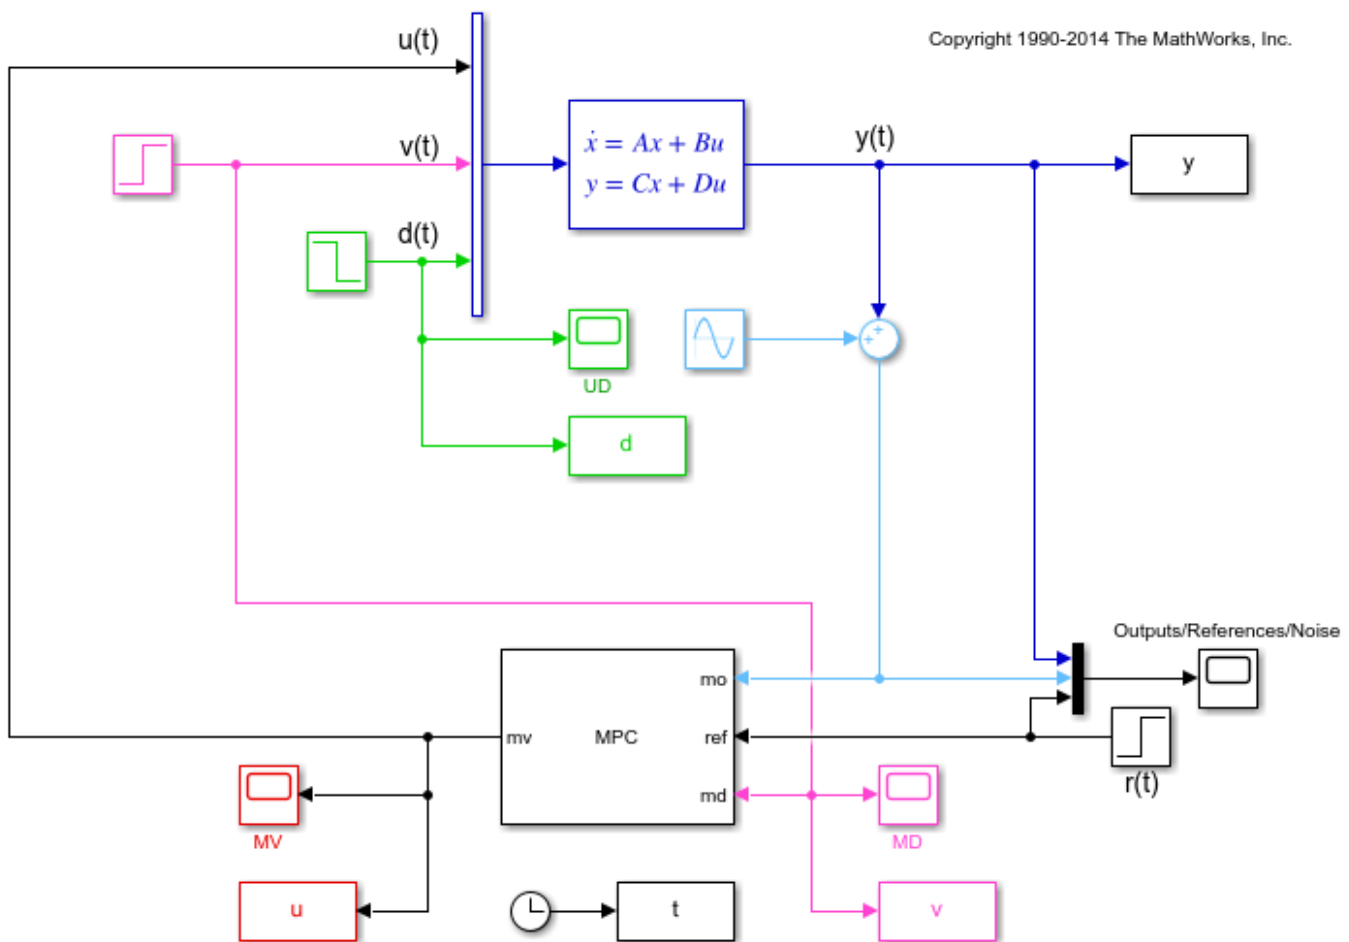 u(t)
Copyright 1990-2014 The MathWorks, Inc.
v(t)
ẋ = Ax + Bu
y = Cx + Du
y(t)
y
d(t)
UD
++
d
Outputs/References/Noise
mo
mv
MPC
ref
md
r(t)
MV
MD
u
t
v